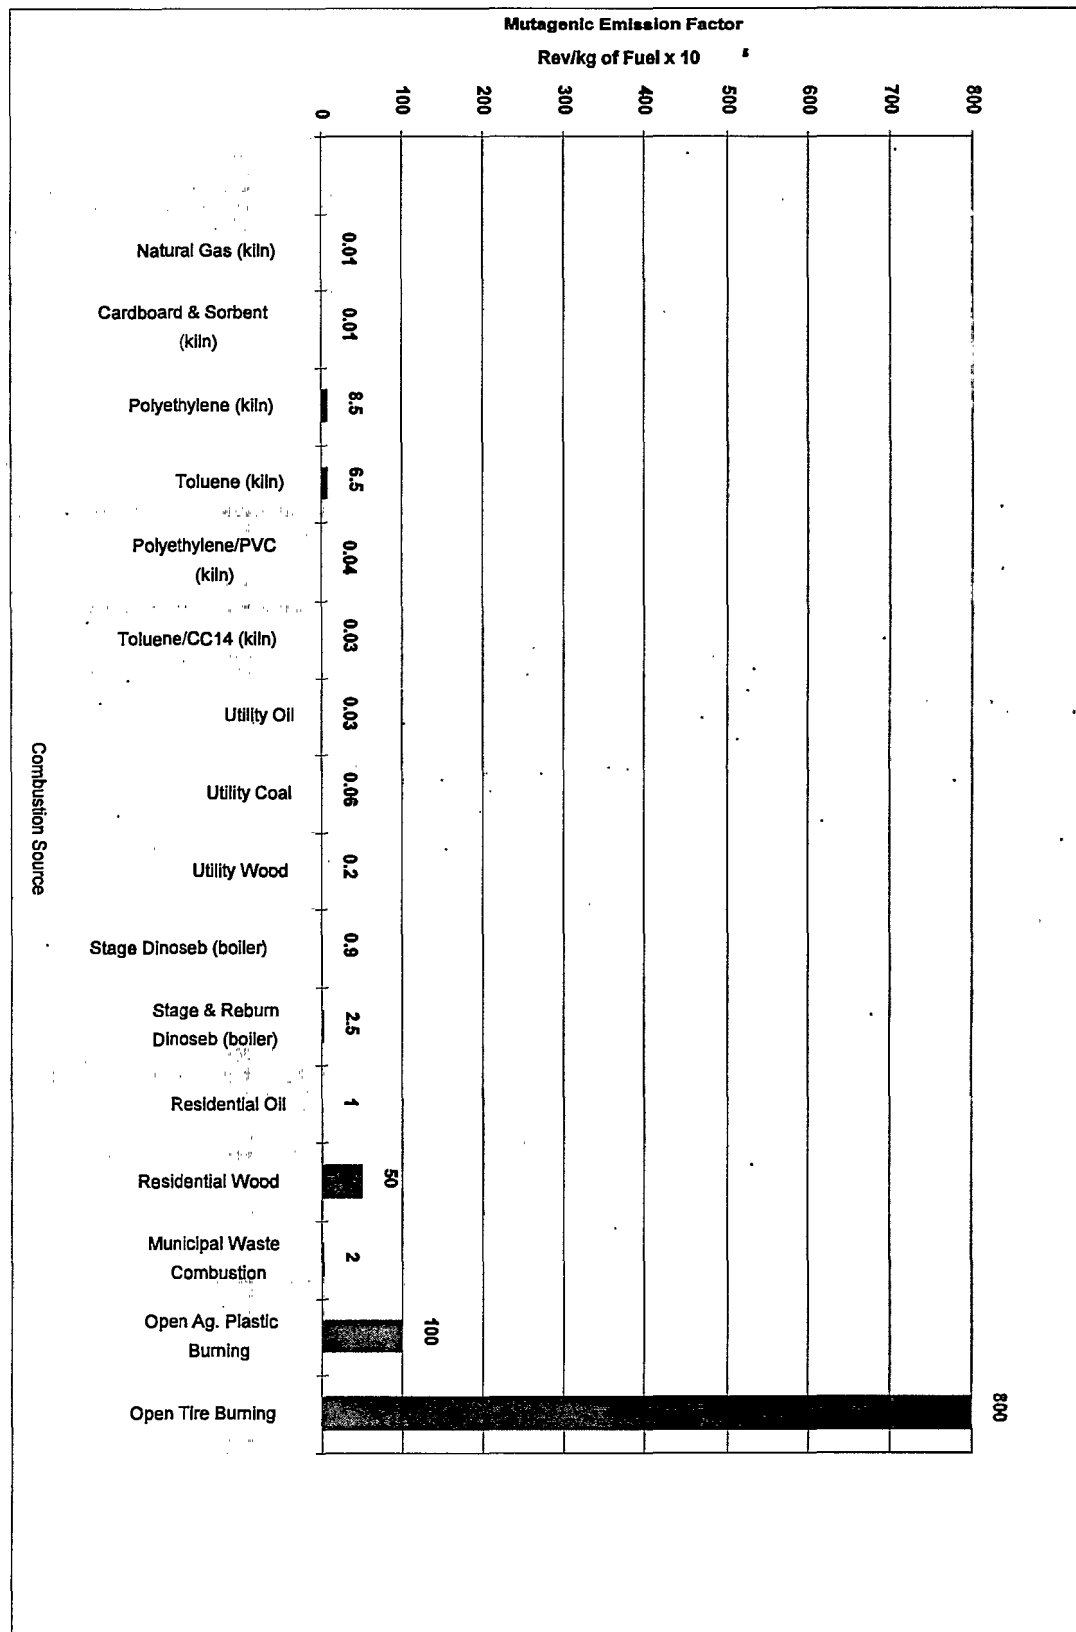 Mutagenic Emission Factor
Rev/kg of Fuel x 10
0
100
200
300
400
500
600
700
800
Natural Gas (kiln)
0.01
Cardboard & Sorbent
(kiln)
0.01
Polyethylene (kiln)
8.5
Toluene (kiln)
6.5
Polyethylene/PVC
(kiln)
0.04
Toluene/CC14 (kiln)
0.03
Utility Oil
0.03
Utility Coal
0.06
Utility Wood
0.2
Stage Dinoseb (boiler)
0.9
Stage & Reburn
Dinoseb (boiler)
2.5
Residential Oil
1
Residential Wood
50
Municipal Waste
Combustion
2
Open Ag. Plastic
Burning
100
Open Tire Burning
800
Combustion Source